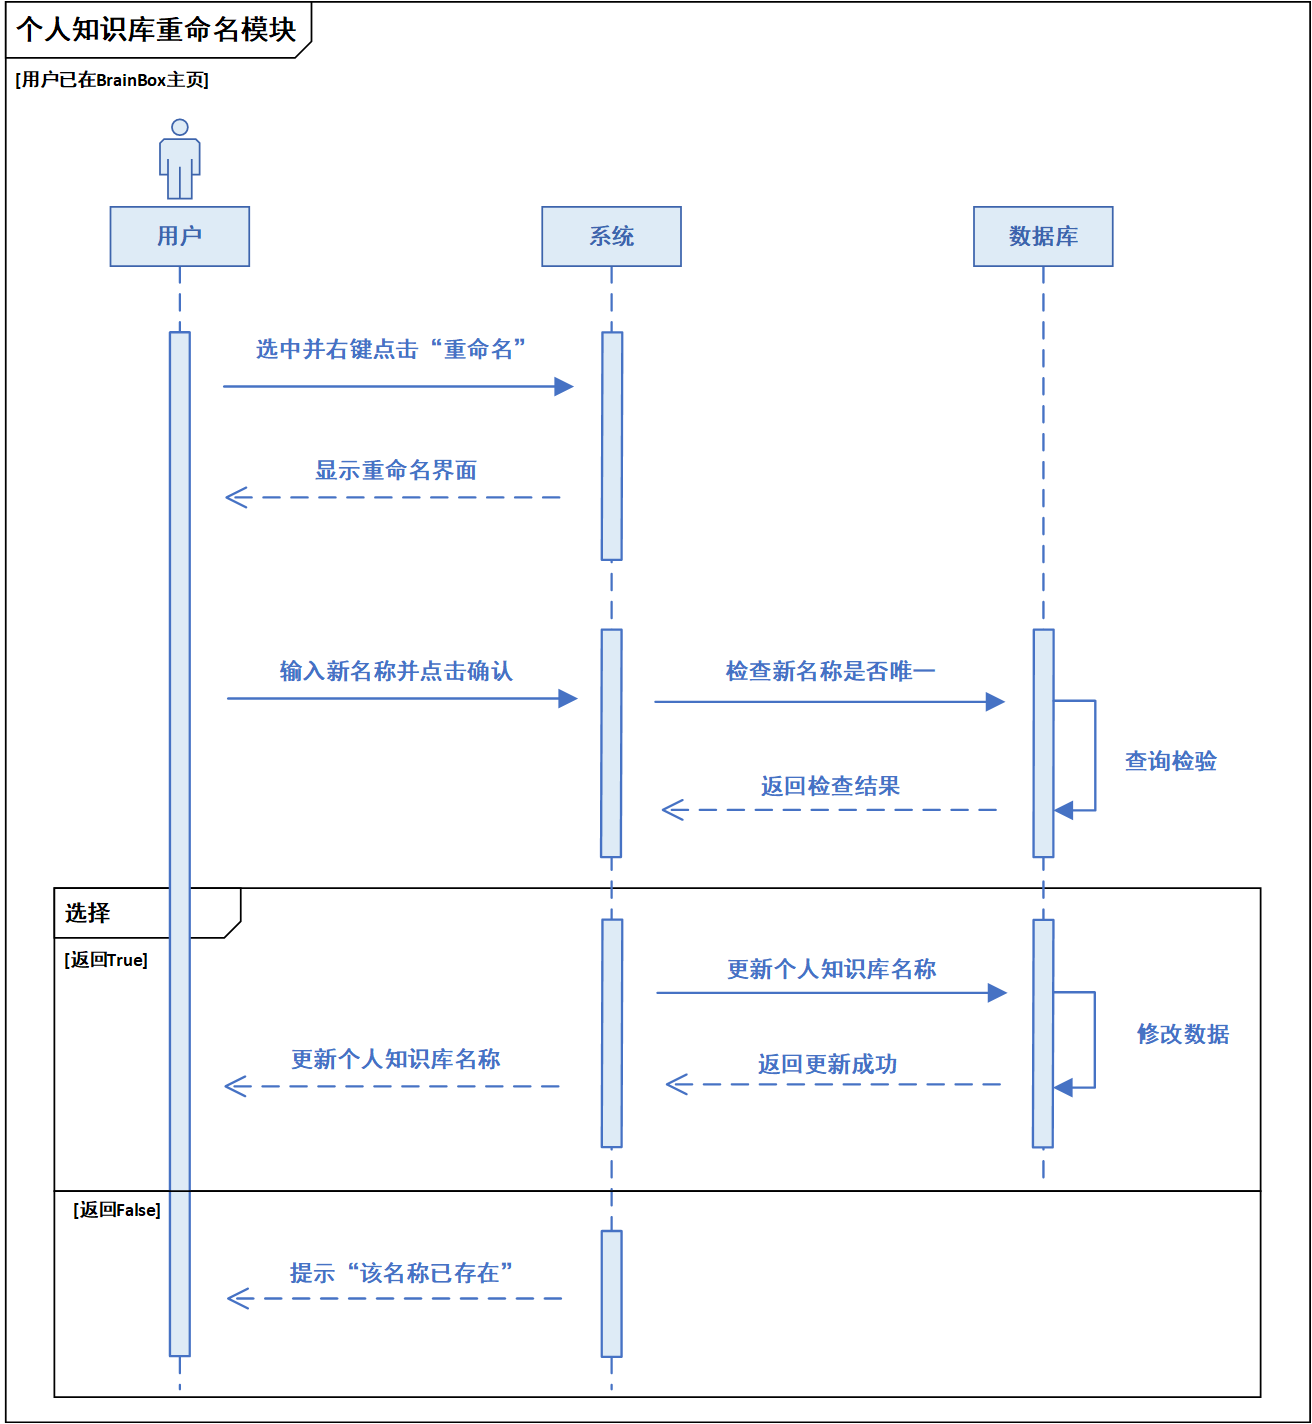 个人知识库重命名模块
[用户已在BrainBox主页]
用户
系统
数据库
选中并右键点击“重命名”
显示重命名界面
输入新名称并点击确认
检查新名称是否唯一
查询检验
返回检查结果
选择
[返回True]
更新个人知识库名称
修改数据
更新个人知识库名称
返回更新成功
[返回False]
提示“该名称已存在”